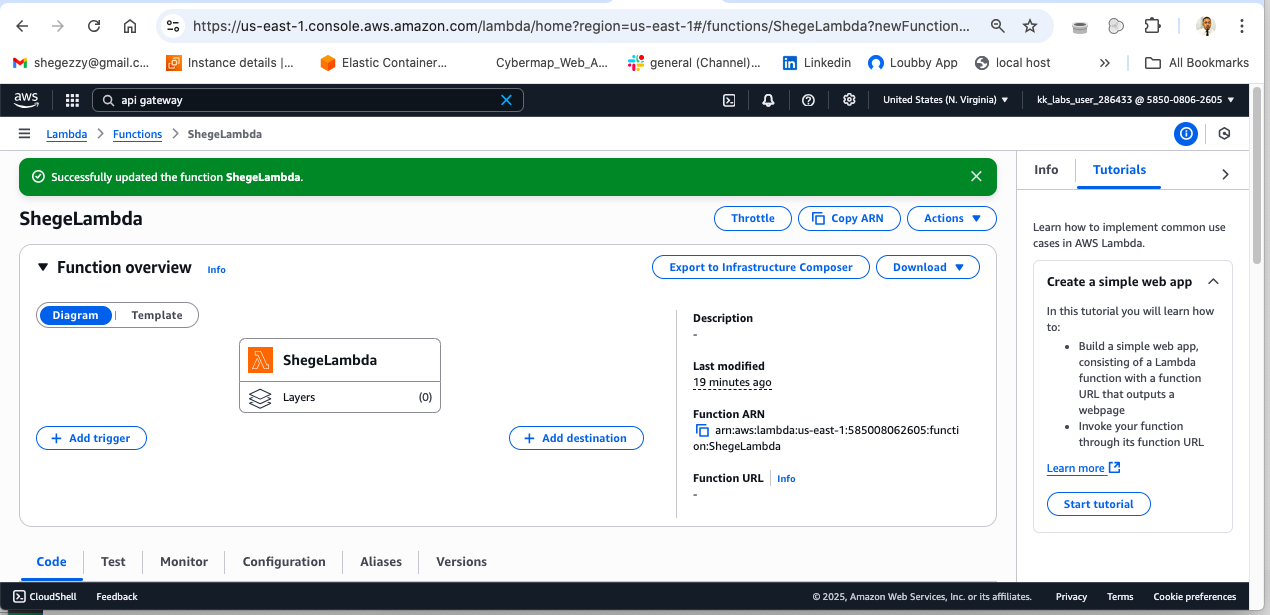 https://us-east-1.console.aws.amazon.com/lambda/home?region=us-east-1#/functions/ShegeLambda?newFunction...
shegezzy@gmail.c... Instance details |... Elastic Container... Cybermap_Web_A... general (Channel)... Linkedin Loubby App local host » All Bookmarks
aws api gateway United States (N. Virginia) ▼ kk_labs_user_286433 @ 5850-0806-2605 ▼
Lambda > Functions > ShegeLambda
Successfully updated the function ShegeLambda.
ShegeLambda
Throttle Copy ARN Actions ▼
▼ Function overview Info
Export to Infrastructure Composer Download ▼
Diagram | Template
ShegeLambda
Layers (0)
+ Add trigger
+ Add destination
Description
-
Last modified
19 minutes ago
Function ARN
arn:aws:lambda:us-east-1:585008062605:functi
on:ShegeLambda
Function URL | Info
-
Code Test Monitor Configuration Aliases Versions
Info Tutorials
Learn how to implement common use
cases in AWS Lambda.
Create a simple web app
In this tutorial you will learn how
to:
• Build a simple web app,
consisting of a Lambda
function with a function
URL that outputs a
webpage
• Invoke your function
through its function URL
Learn more
Start tutorial
CloudShell Feedback © 2025, Amazon Web Services, Inc. or its affiliates. Privacy Terms Cookie preferences